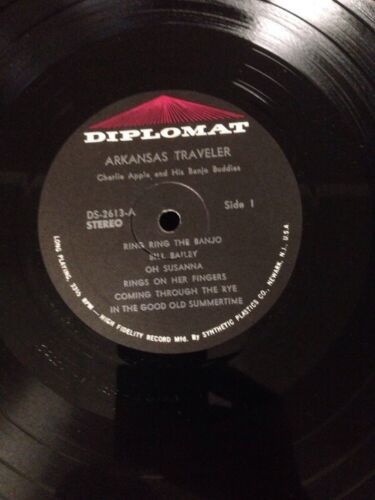 DIPLOMAT
ARKANSAS TRAVELER
Charlie Apple and His Banjo Buddies
DS-2613-A Side 1
STEREO
RING RING THE BANJO
BILL BAILEY
OH SUSANNA
RINGS ON HER FINGERS
COMING THROUGH THE RYE
IN THE GOOD OLD SUMMERTIME
LONG PLAYING, 33⅓ RPM — HIGH FIDELITY RECORD Mfd. By SYNTHETIC PLASTICS CO., NEWARK, N.J., U.S.A.